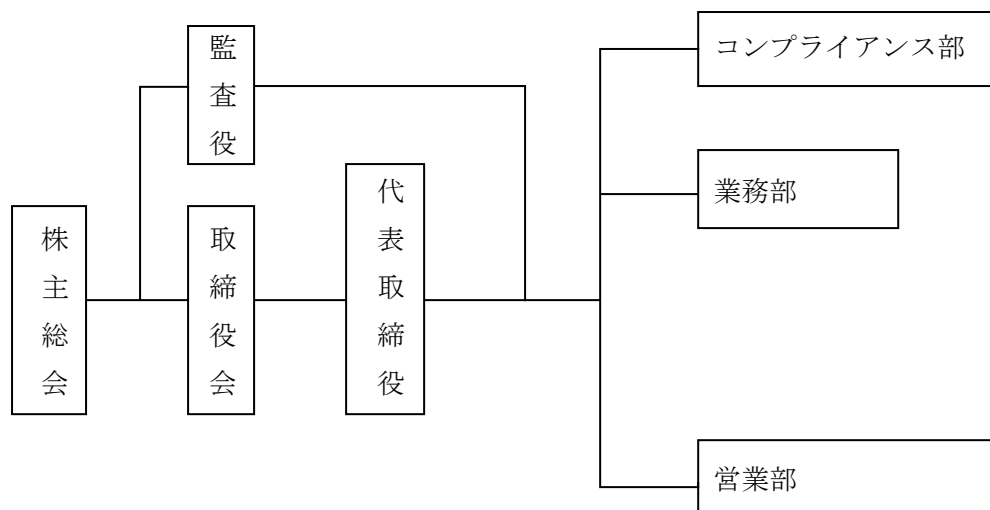 監査役
コンプライアンス部
代表取締役
業務部
株主総会
取締役会
営業部